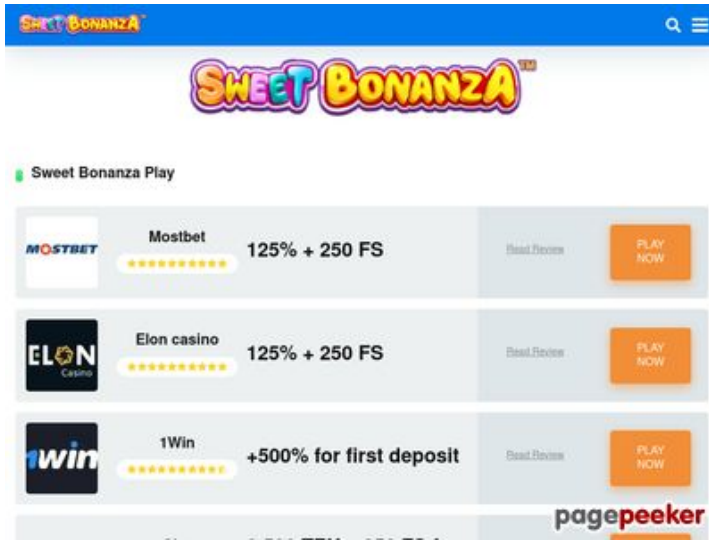 SWEET BONANZA
SWEET BONANZA™
Sweet Bonanza Play
MOSTBET
Mostbet
125% + 250 FS
Read Review
PLAY
NOW
ELON
Casino
Elon casino
125% + 250 FS
Read Review
PLAY
NOW
1win
1Win
+500% for first deposit
Read Review
PLAY
NOW
pagepeeker